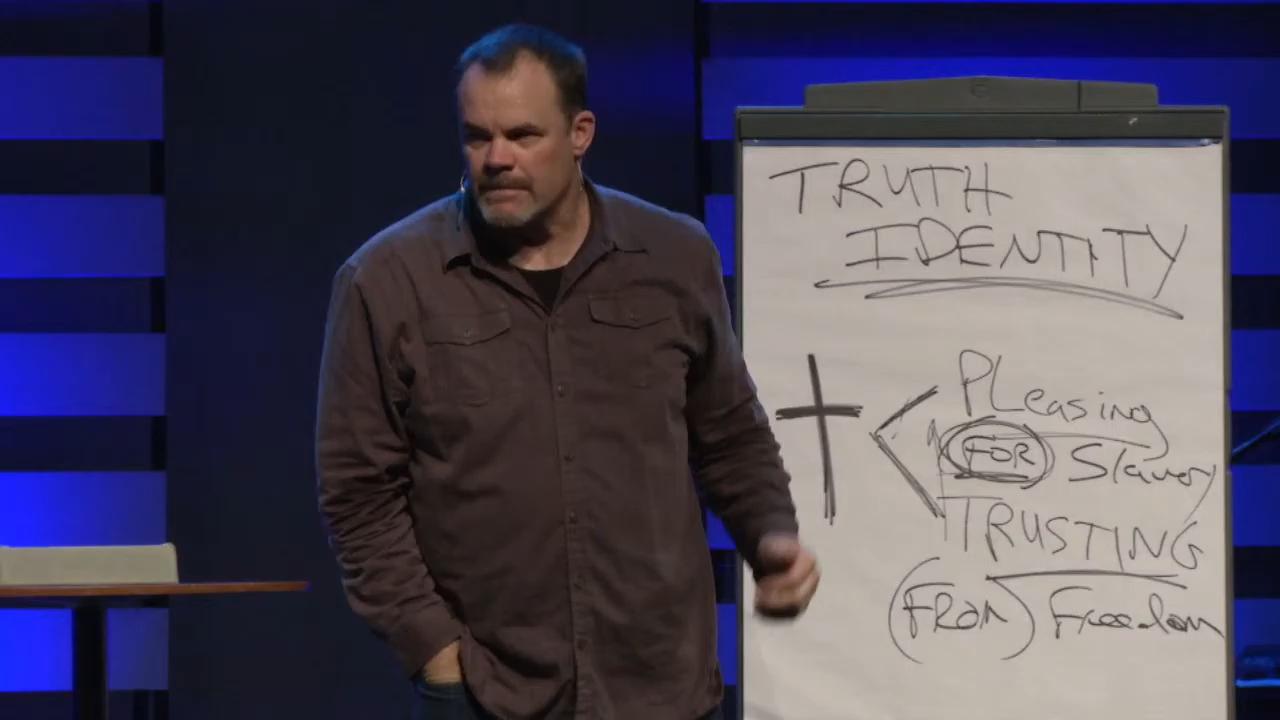 TRUTH
IDENTITY
PLeasing
FOR Slavery
TRUSTING
(FROM) Freedom